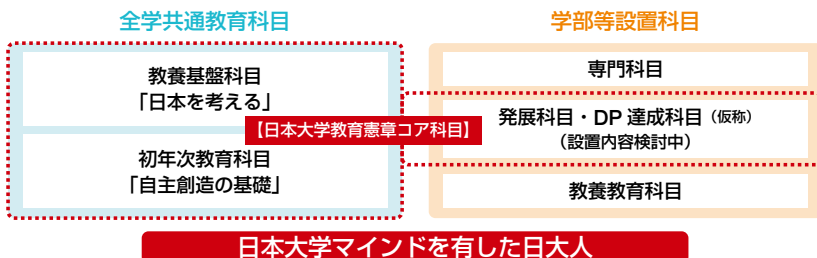 全学共通教育科目
学部等設置科目
教養基盤科目
「日本を考える」
初年次教育科目
「自主創造の基礎」
【日本大学教育憲章コア科目】
専門科目
発展科目・DP 達成科目（仮称）
（設置内容検討中）
教養教育科目
日本大学マインドを有した日大人